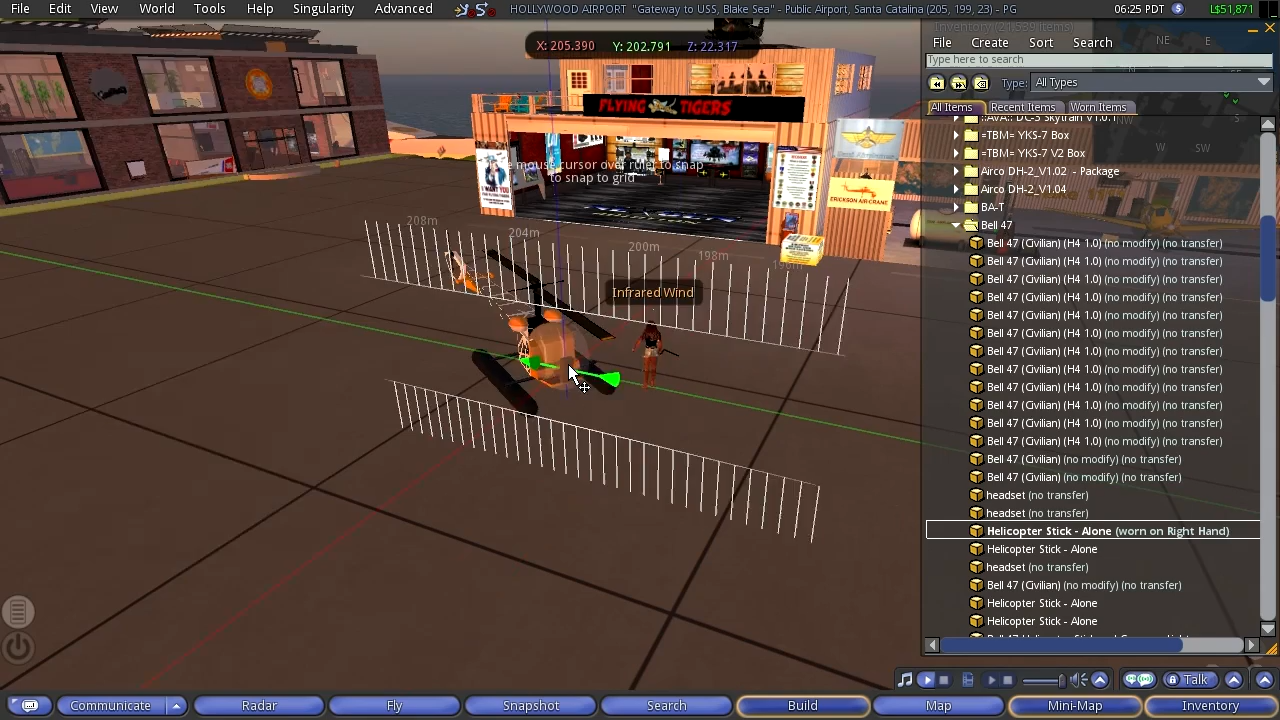 File Edit View World Tools Help Singularity Advanced
HOLLYWOOD AIRPORT "Gateway to USS, Blake Sea" - Public Airport, Santa Catalina (205, 199, 23) - PG
06:25 PDT
L$51,871
X: 205.390 Y: 202.791 Z: 22.317
Inventory (21,539 items)
File Create Sort Search
Type here to search
Type: All Types
All Items Recent Items Worn Items
=TBM= YKS-7 Box
=TBM= YKS-7 V2 Box
Airco DH-2_V1.02 - Package
Airco DH-2_V1.04
BA-T
Bell 47
Bell 47 (Civilian) (H4 1.0) (no modify) (no transfer)
Bell 47 (Civilian) (H4 1.0) (no modify) (no transfer)
Bell 47 (Civilian) (H4 1.0) (no modify) (no transfer)
Bell 47 (Civilian) (H4 1.0) (no modify) (no transfer)
Bell 47 (Civilian) (H4 1.0) (no modify) (no transfer)
Bell 47 (Civilian) (H4 1.0) (no modify) (no transfer)
Bell 47 (Civilian) (H4 1.0) (no modify) (no transfer)
Bell 47 (Civilian) (H4 1.0) (no modify) (no transfer)
Bell 47 (Civilian) (H4 1.0) (no modify) (no transfer)
Bell 47 (Civilian) (H4 1.0) (no modify) (no transfer)
Bell 47 (Civilian) (H4 1.0) (no modify) (no transfer)
Bell 47 (Civilian) (H4 1.0) (no modify) (no transfer)
Bell 47 (Civilian) (no modify) (no transfer)
Bell 47 (Civilian) (no modify) (no transfer)
headset (no transfer)
headset (no transfer)
Helicopter Stick - Alone (worn on Right Hand)
Helicopter Stick - Alone
headset (no transfer)
Bell 47 (Civilian) (no modify) (no transfer)
Helicopter Stick - Alone
Helicopter Stick - Alone
NE E
W SW
FLYING TIGERS
mouse cursor over ruler to snap
to snap to grid
I WANT YOU
ERICKSON AIR-CRANE
208m
204m
200m
198m
196m
Infrared Wind
Talk
Communicate Radar Fly Snapshot Search Build Map Mini-Map Inventory